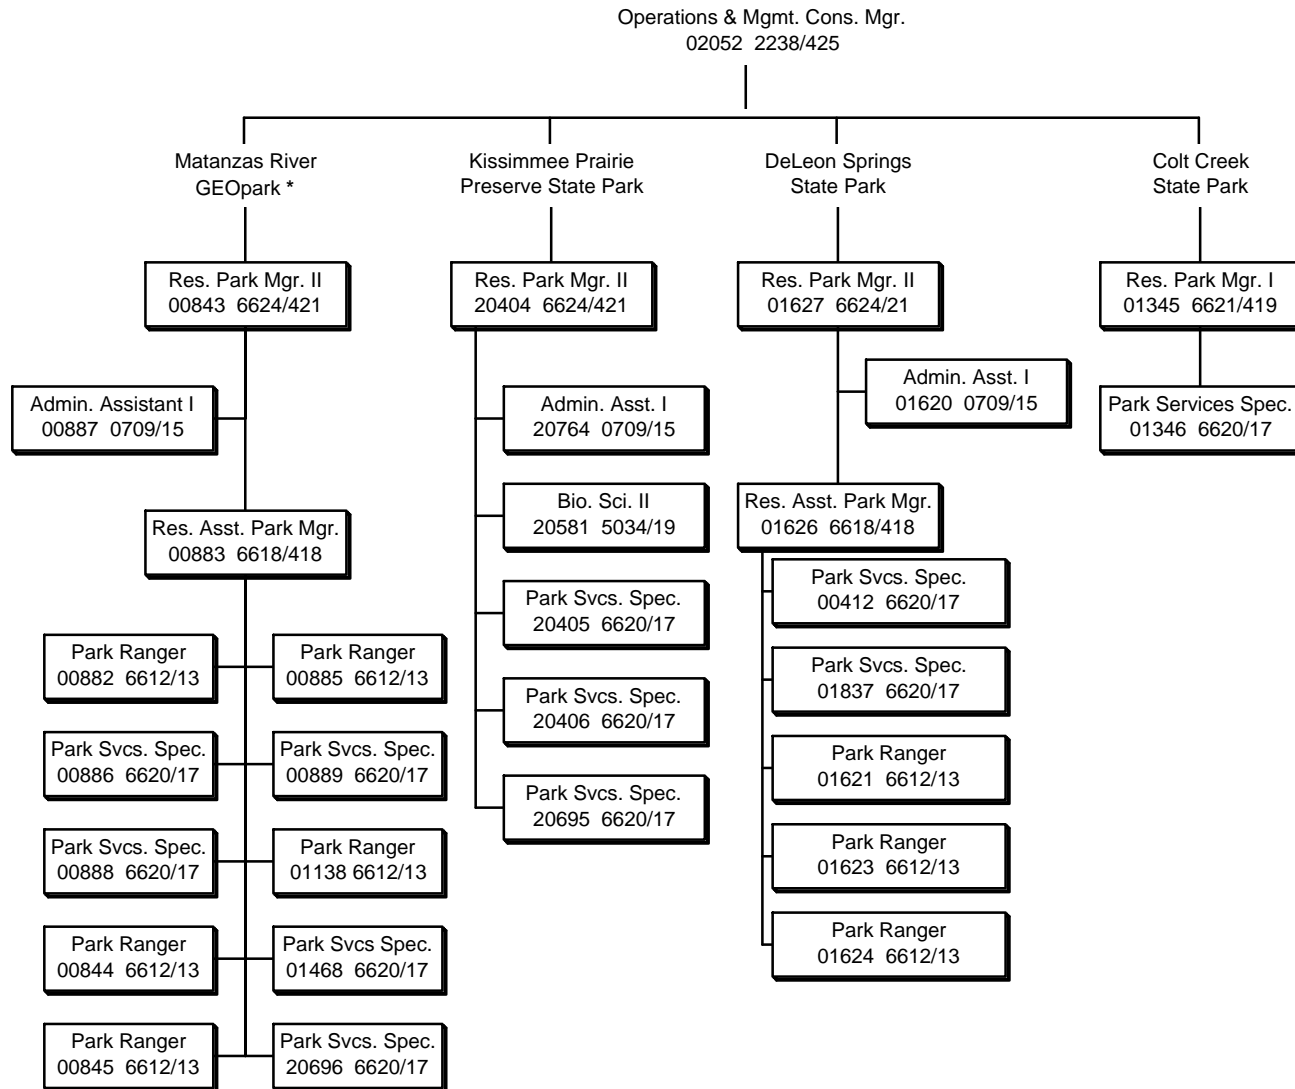 Operations & Mgmt. Cons. Mgr.
02052 2238/425
Matanzas River
GEOpark *
Res. Park Mgr. II
00843 6624/421
Admin. Assistant I
00887 0709/15
Res. Asst. Park Mgr.
00883 6618/418
Park Ranger
00882 6612/13
Park Ranger
00885 6612/13
Park Svcs. Spec.
00886 6620/17
Park Svcs. Spec.
00889 6620/17
Park Svcs. Spec.
00888 6620/17
Park Ranger
01138 6612/13
Park Ranger
00844 6612/13
Park Svcs Spec.
01468 6620/17
Park Ranger
00845 6612/13
Park Svcs. Spec.
20696 6620/17
Kissimmee Prairie
Preserve State Park
Res. Park Mgr. II
20404 6624/421
Admin. Asst. I
20764 0709/15
Bio. Sci. II
20581 5034/19
Park Svcs. Spec.
20405 6620/17
Park Svcs. Spec.
20406 6620/17
Park Svcs. Spec.
20695 6620/17
DeLeon Springs
State Park
Res. Park Mgr. II
01627 6624/21
Admin. Asst. I
01620 0709/15
Res. Asst. Park Mgr.
01626 6618/418
Park Svcs. Spec.
00412 6620/17
Park Svcs. Spec.
01837 6620/17
Park Ranger
01621 6612/13
Park Ranger
01623 6612/13
Park Ranger
01624 6612/13
Colt Creek
State Park
Res. Park Mgr. I
01345 6621/419
Park Services Spec.
01346 6620/17